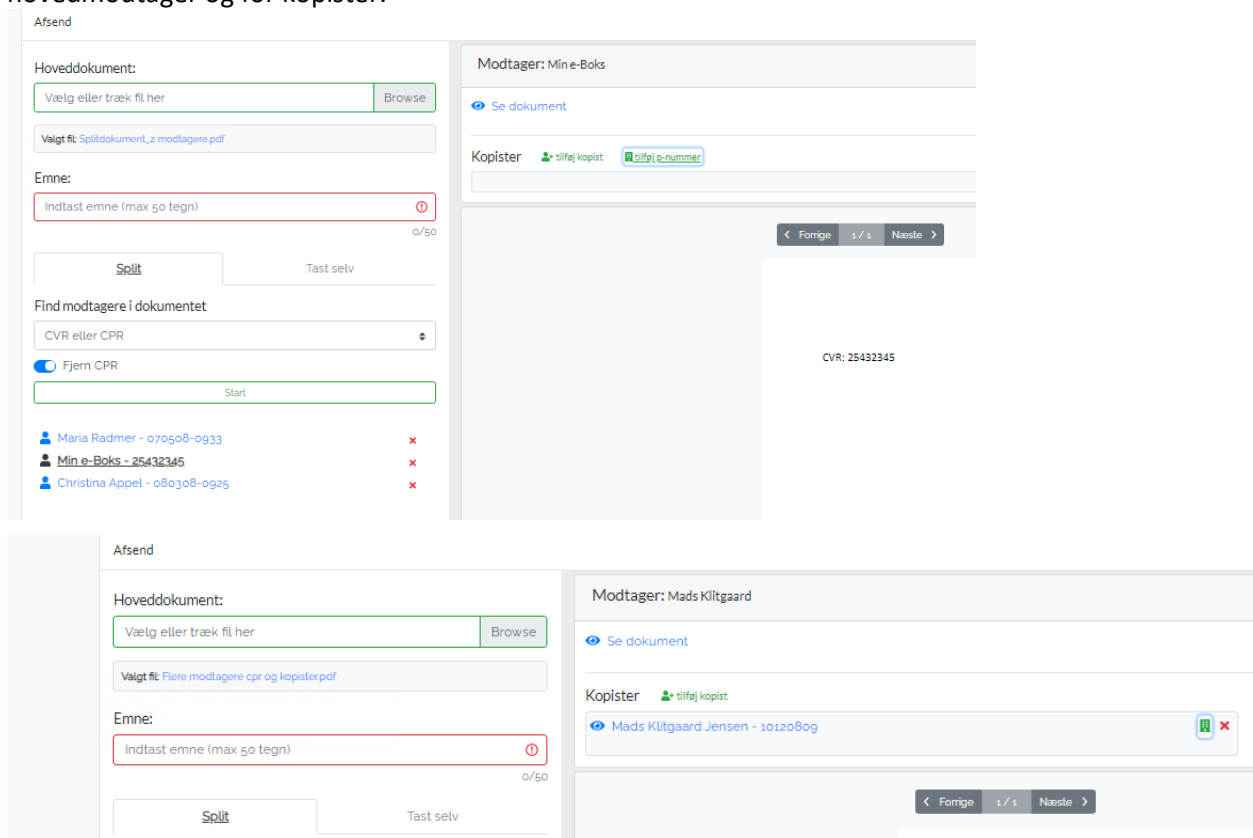 hovedmodtager og for kopister.
Afsend
Hoveddokument:
Vælg eller træk fil her Browse
Valgt fil: Splitdokument_2 modtagere.pdf
Emne:
Indtast emne (max 50 tegn)
0/50
Split Tast selv
Find modtagere i dokumentet
CVR eller CPR
Fjern CPR
Start
Maria Radmer - 070508-0933
Min e-Boks - 25432345
Christina Appel - 080308-0925
Modtager: Min e-Boks
Se dokument
Kopister tilføj kopist tilføj p-nummer
Forrige 1 / 1 Næste
CVR: 25432345
Afsend
Hoveddokument:
Vælg eller træk fil her Browse
Valgt fil: Flere modtagere cpr og kopister.pdf
Emne:
Indtast emne (max 50 tegn)
0/50
Split Tast selv
Modtager: Mads Klitgaard
Se dokument
Kopister tilføj kopist
Mads Klitgaard Jensen - 10120809
Forrige 1 / 1 Næste